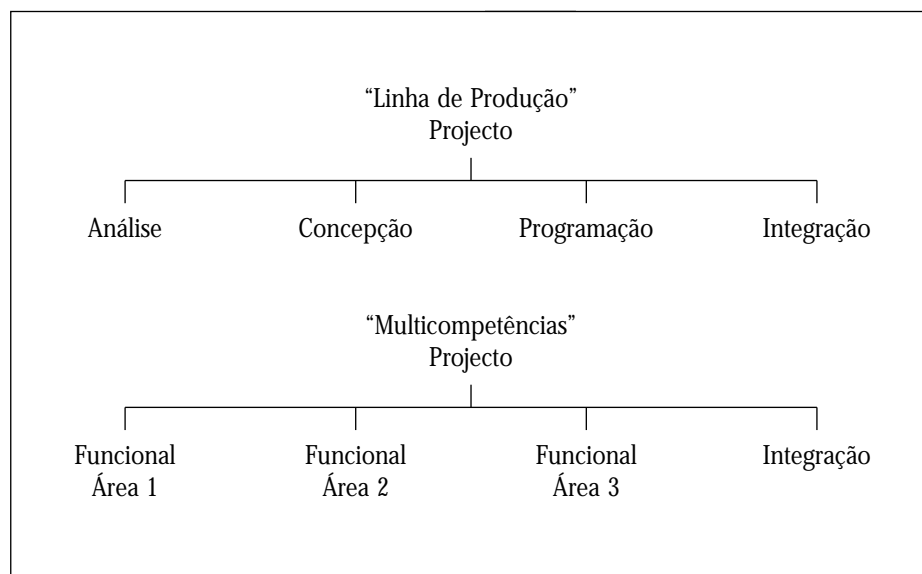 “Linha de Produção”
Projecto
Análise Concepção Programação Integração
“Multicompetências”
Projecto
Funcional Funcional Funcional Integração
Área 1 Área 2 Área 3